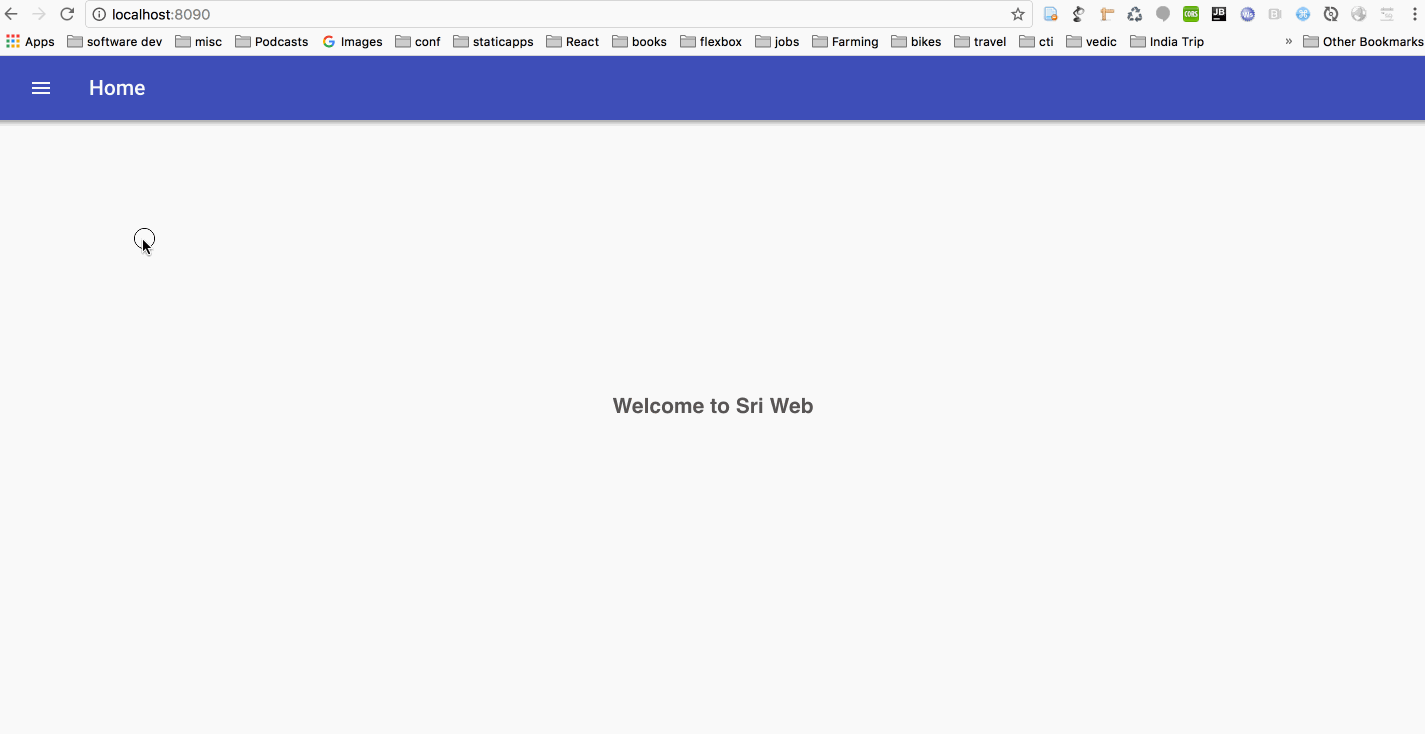 localhost:8090
Apps software dev misc Podcasts Images conf staticapps React books flexbox jobs Farming bikes travel cti vedic India Trip » Other Bookmarks
Home
Welcome to Sri Web